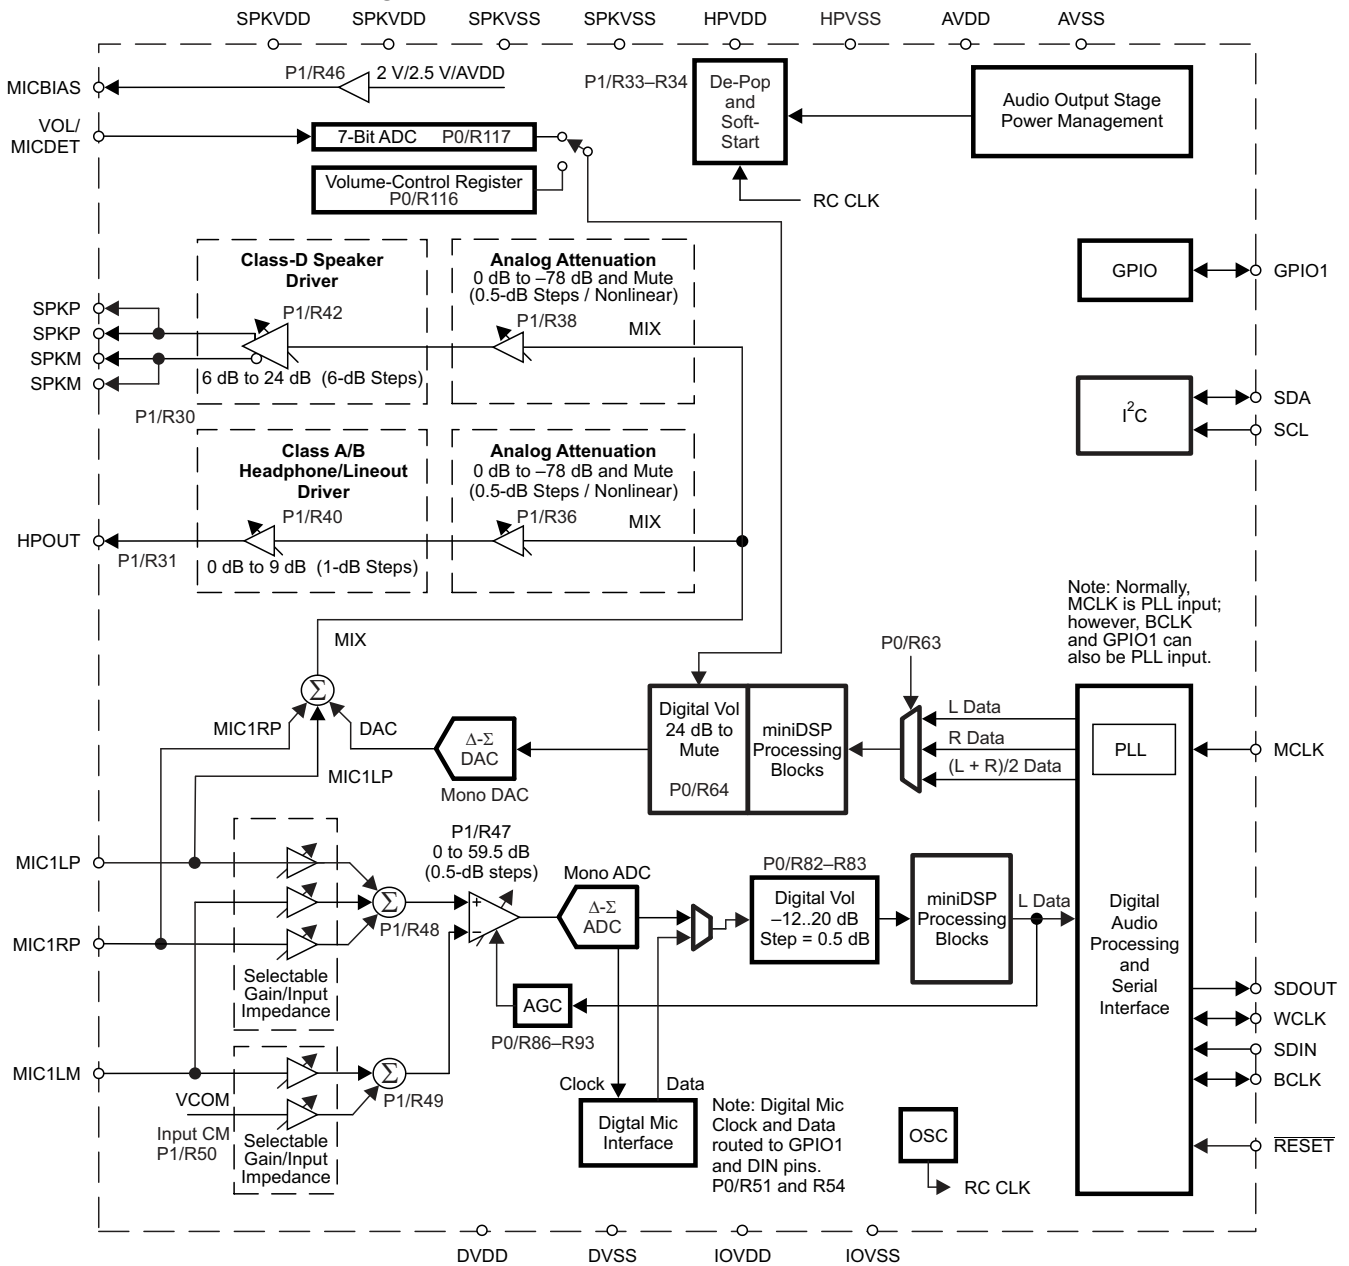 SPKVDD SPKVDD SPKVSS SPKVSS HPVDD HPVSS AVDD AVSS
MICBIAS
P1/R46
2 V/2.5 V/AVDD
VOL/
MICDET
7-Bit ADC P0/R117
Volume-Control Register
P0/R116
P1/R33–R34
De-Pop
and
Soft-
Start
Audio Output Stage
Power Management
RC CLK
GPIO
GPIO1
I2C
SDA
SCL
Class-D Speaker
Driver
P1/R42
6 dB to 24 dB (6-dB Steps)
Analog Attenuation
0 dB to –78 dB and Mute
(0.5-dB Steps / Nonlinear)
P1/R38
MIX
SPKP
SPKP
SPKM
SPKM
P1/R30
Class A/B
Headphone/Lineout
Driver
P1/R40
0 dB to 9 dB (1-dB Steps)
Analog Attenuation
0 dB to –78 dB and Mute
(0.5-dB Steps / Nonlinear)
P1/R36
MIX
HPOUT
P1/R31
Note: Normally,
MCLK is PLL input;
however, BCLK
and GPIO1 can
also be PLL input.
MIX
Σ
MIC1RP
DAC
MIC1LP
Δ-Σ
DAC
Mono DAC
Digital Vol
24 dB to
Mute
P0/R64
miniDSP
Processing
Blocks
P0/R63
L Data
R Data
(L + R)/2 Data
PLL
MCLK
MIC1LP
MIC1RP
MIC1LM
Selectable
Gain/Input
Impedance
Σ
P1/R48
P1/R47
0 to 59.5 dB
(0.5-dB steps)
+
–
Mono ADC
Δ-Σ
ADC
P0/R82–R83
Digital Vol
–12..20 dB
Step = 0.5 dB
miniDSP
Processing
Blocks
L Data
Digital
Audio
Processing
and
Serial
Interface
AGC
P0/R86–R93
SDOUT
WCLK
SDIN
BCLK
RESET
VCOM
Input CM
P1/R50
Selectable
Gain/Input
Impedance
Σ
P1/R49
Clock
Data
Digtal Mic
Interface
Note: Digital Mic
Clock and Data
routed to GPIO1
and DIN pins.
P0/R51 and R54
OSC
RC CLK
DVDD DVSS IOVDD IOVSS